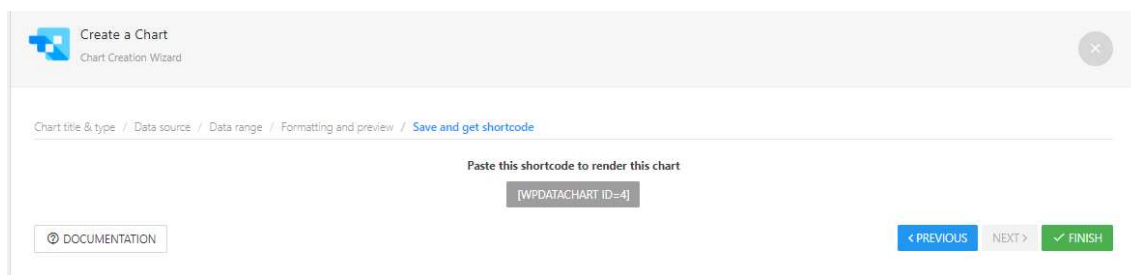 Create a Chart
Chart Creation Wizard
Chart title & type / Data source / Data range / Formatting and preview / Save and get shortcode
Paste this shortcode to render this chart
[WPDATACHART ID=4]
DOCUMENTATION
< PREVIOUS
NEXT >
FINISH